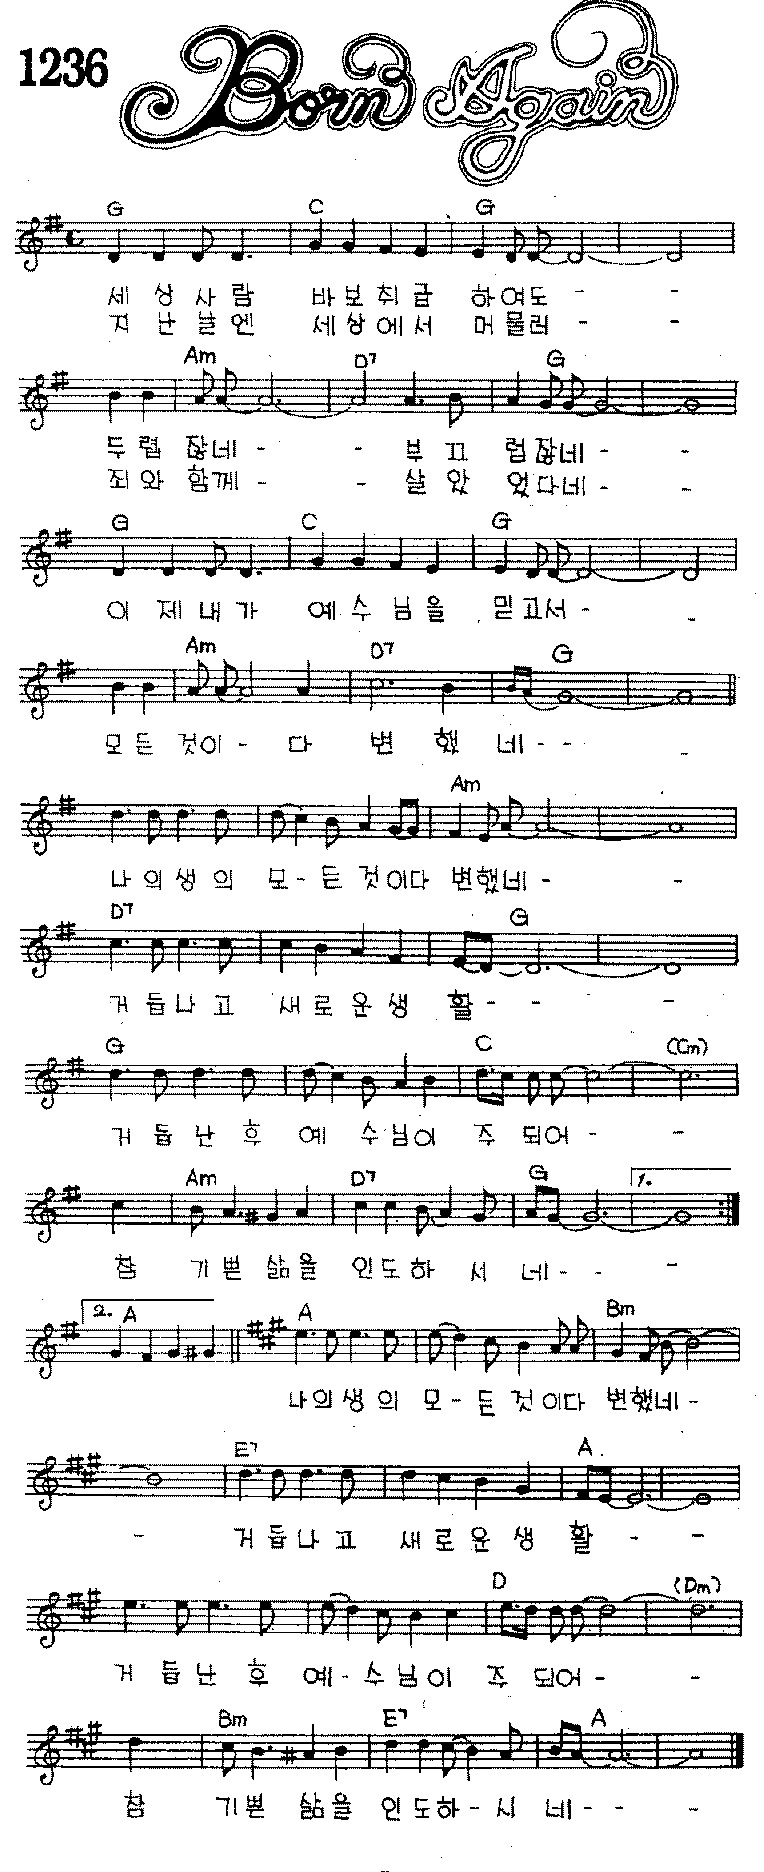 1236 Born Again
G C G
세 상 사 람 바 보 취 급 하 여 도 - -
지 난 날 엔 세 상 에 서 머 물 러 - -
Am D7 G
두 렵 잖 네 - - 부 끄 럽 잖 네 - -
죄 와 함 께 - - 살 았 었 다 네 - -
G C G
이 제 내 가 예 수 님 을 믿 고 서 - -
Am D7 G
모 든 것 이 - 다 변 했 네 - - -
Am
나 의 생 의 모 - 든 것 이 다 변 했 네 - -
D7 G
거 듭 나 고 새 로 운 생 활 - - -
G C (Cm)
거 듭 난 후 예 수 님 이 주 되 어 - -
Am D7 G 1.
참 기 쁜 삶 을 인 도 하 시 네 - - -
2. A A Bm
나 의 생 의 모 - 든 것 이 다 변 했 네 -
E7 A
- 거 듭 나 고 새 로 운 생 활 - -
D (Dm)
거 듭 난 후 예 - 수 님 이 주 되 어 - -
Bm E7 A
참 기 쁜 삶 을 인 도 하 - 시 네 - - -